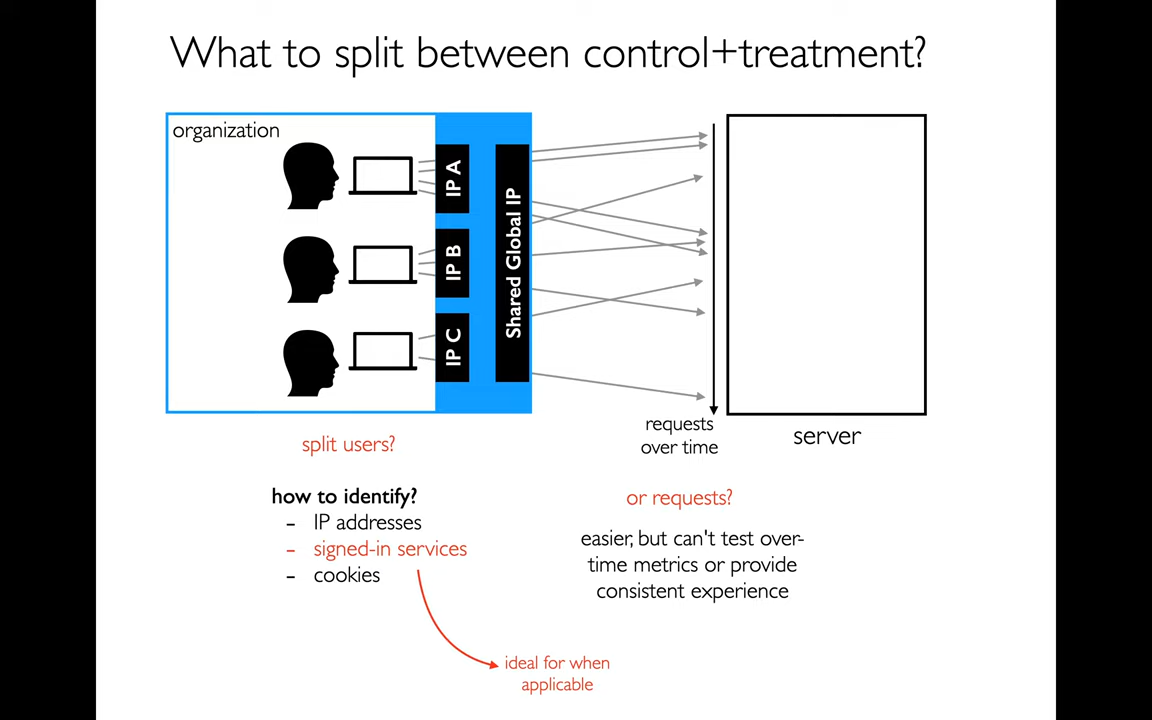 What to split between control+treatment?
organization
IP A
IP B
IP C
Shared Global IP
requests
over time
server
split users?
how to identify?
- IP addresses
- signed-in services
- cookies
or requests?
easier, but can't test over-
time metrics or provide
consistent experience
ideal for when
applicable